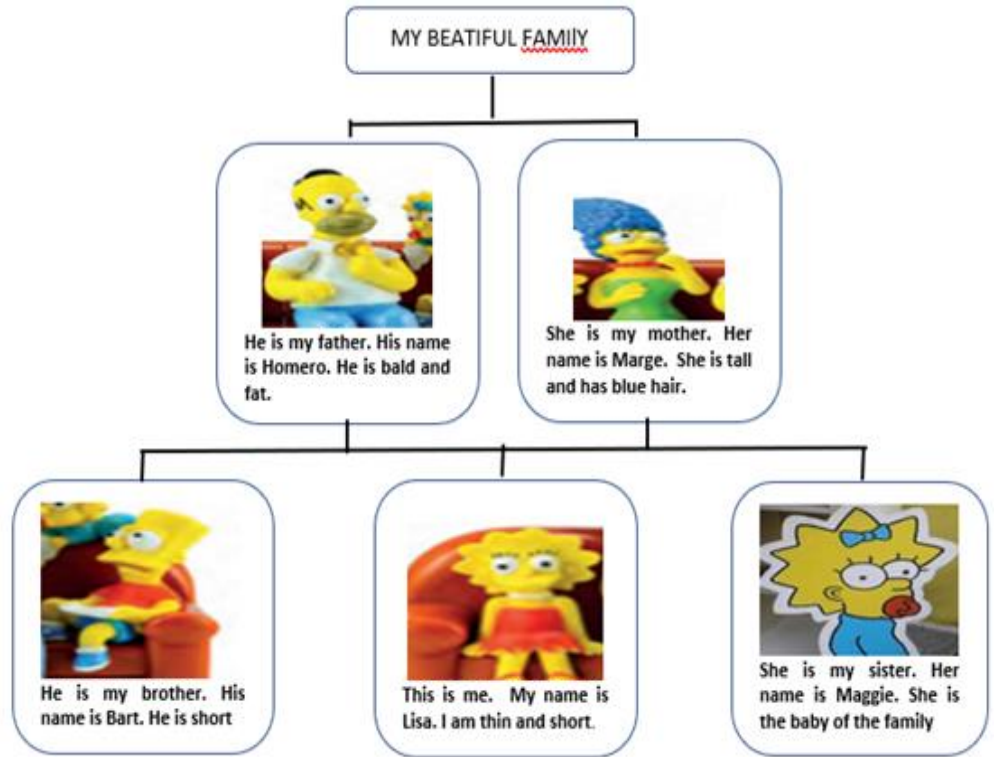 MY BEATIFUL FAMIlY
He is my father. His name
is Homero. He is bald and
fat.
She is my mother. Her
name is Marge. She is tall
and has blue hair.
He is my brother. His
name is Bart. He is short
This is me. My name is
Lisa. I am thin and short.
She is my sister. Her
name is Maggie. She is
the baby of the family